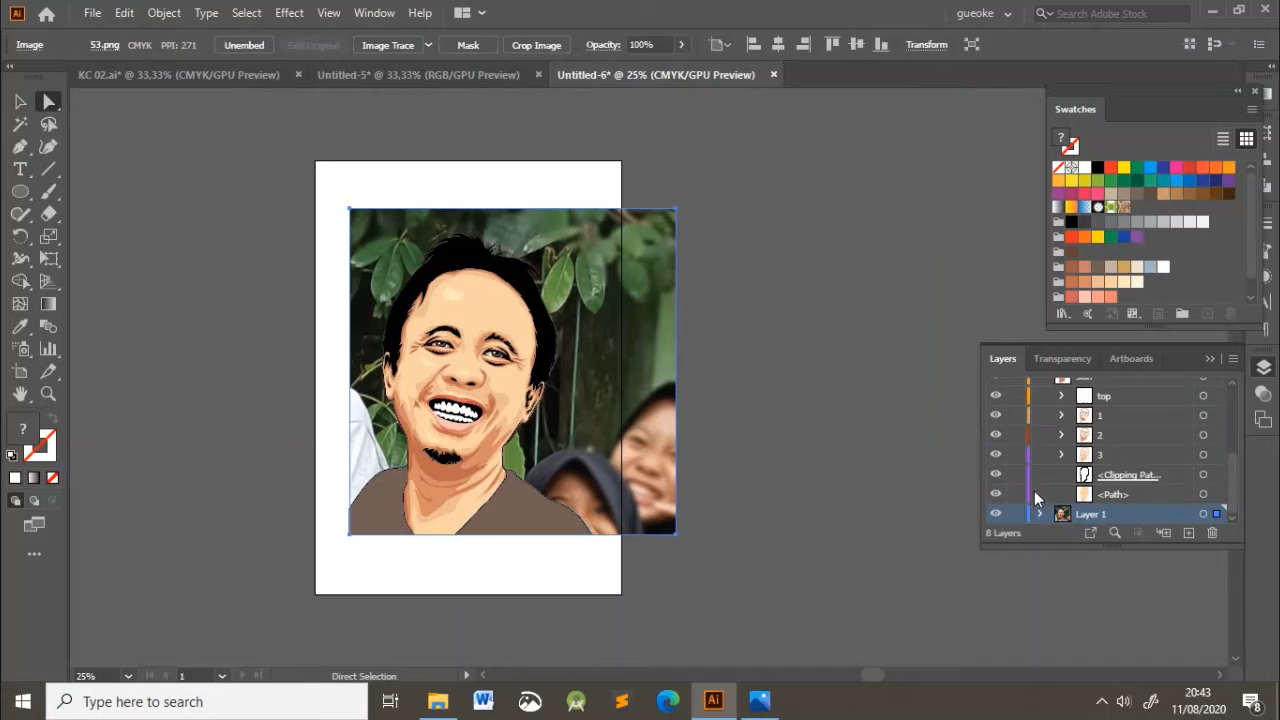 Ai File Edit Object Type Select Effect View Window Help gueoke Search Adobe Stock
Image 53.png CMYK PPI: 271 Unembed Edit Original Image Trace Mask Crop Image Opacity: 100% Transform
KC 02.ai* @ 33,33% (CMYK/GPU Preview) Untitled-5* @ 33,33% (RGB/GPU Preview) Untitled-6* @ 25% (CMYK/GPU Preview)
Swatches
?
Layers Transparency Artboards
top
1
2
3
<Clipping Pat...
<Path>
Layer 1
8 Layers
?
25% 1 Direct Selection
Type here to search
Ai
20:43
11/08/2020
8